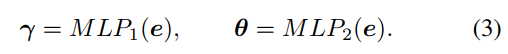 γ = MLP₁(e), θ = MLP₂(e). (3)